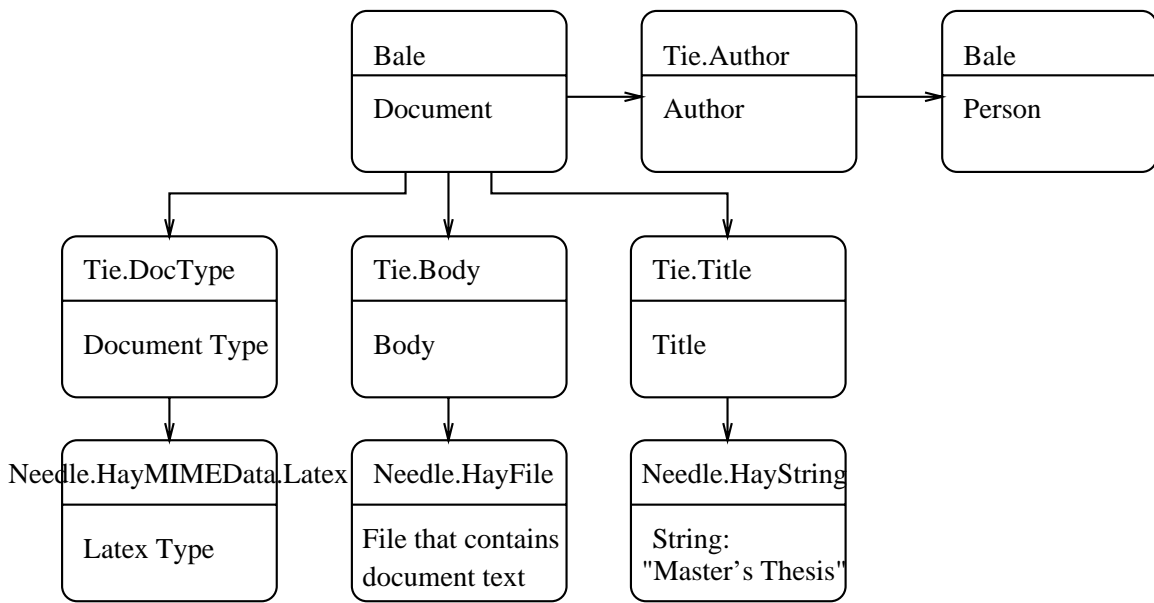 Bale
Document
Tie.Author
Author
Bale
Person
Tie.DocType
Document Type
Tie.Body
Body
Tie.Title
Title
Needle.HayMIMEData.Latex
Latex Type
Needle.HayFile
File that contains
document text
Needle.HayString
String:
"Master’s Thesis"